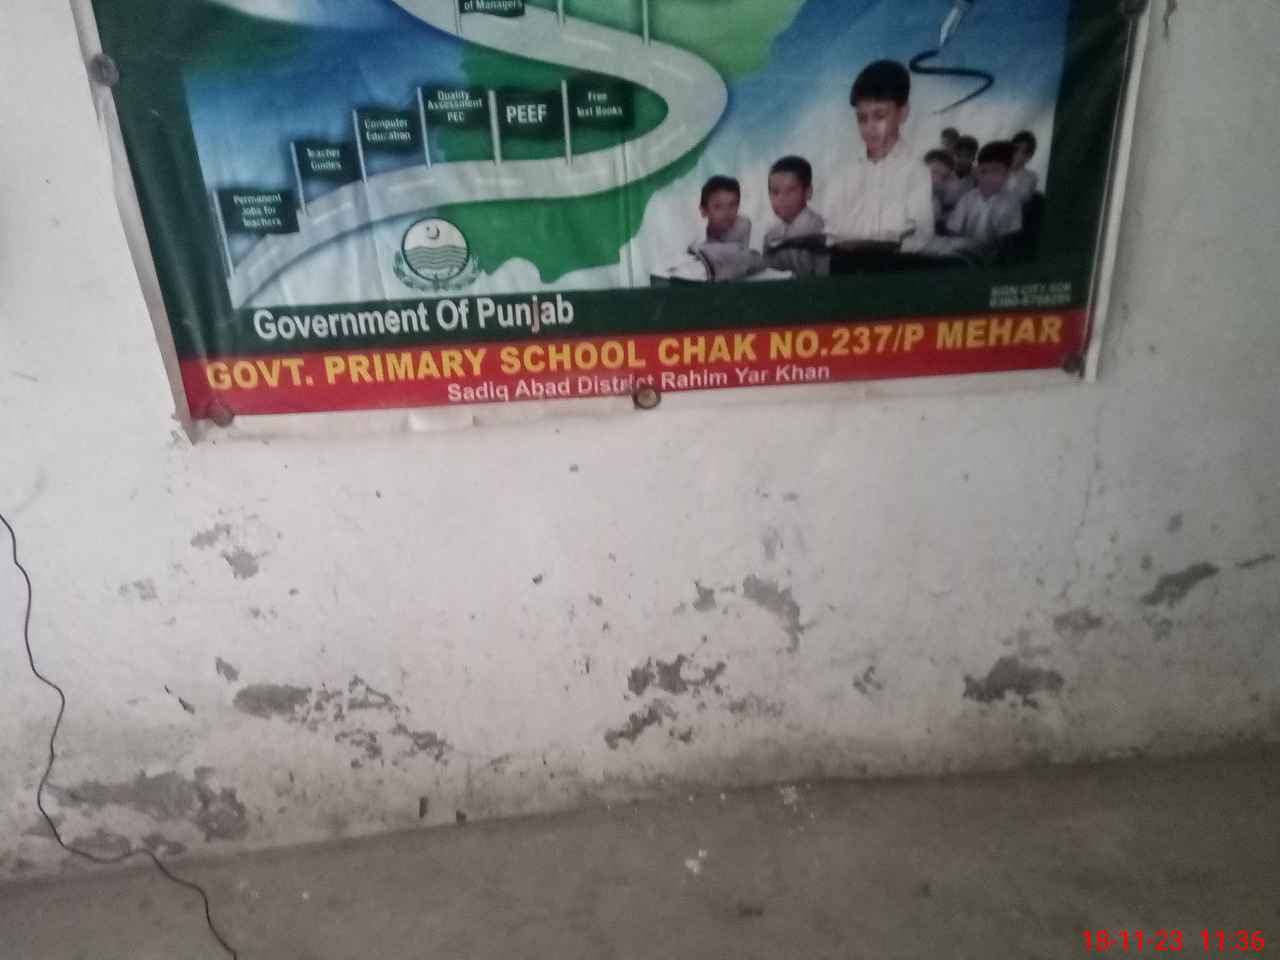 of Managers
Quality
Assessment
PEC
PEEF
Free
Text Books
Computer
Education
Teacher
Guides
Permanent
Jobs for
Teachers
Government Of Punjab
GOVT. PRIMARY SCHOOL CHAK NO.237/P MEHAR
Sadiq Abad District Rahim Yar Khan
18-11-23 11:36